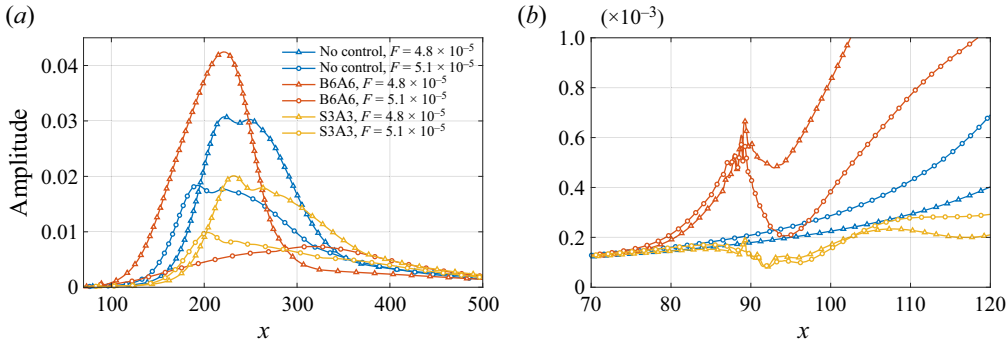 (a)
0.04
0.03
0.02
0.01
0
Amplitude
100
200
300
400
500
x
No control, F = 4.8 × 10⁻⁵
No control, F = 5.1 × 10⁻⁵
B6A6, F = 4.8 × 10⁻⁵
B6A6, F = 5.1 × 10⁻⁵
S3A3, F = 4.8 × 10⁻⁵
S3A3, F = 5.1 × 10⁻⁵
(b)
(×10⁻³)
1.0
0.8
0.6
0.4
0.2
0
70
80
90
100
110
120
x